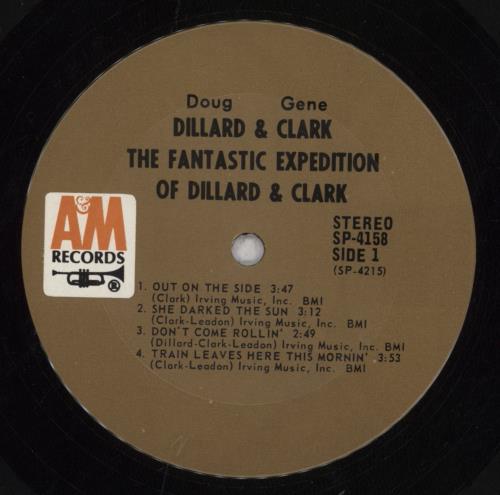 Doug Gene
DILLARD & CLARK
THE FANTASTIC EXPEDITION
OF DILLARD & CLARK
A&M
RECORDS
®
STEREO
SP-4158
SIDE 1
(SP-4215)
1. OUT ON THE SIDE 3:47
(Clark) Irving Music, Inc. BMI
2. SHE DARKED THE SUN 3:12
(Clark-Leadon) Irving Music, Inc. BMI
3. DON'T COME ROLLIN' 2:49
(Dillard-Clark-Leadon) Irving Music, Inc. BMI
4. TRAIN LEAVES HERE THIS MORNIN' 3:53
(Clark-Leadon) Irving Music, Inc. BMI